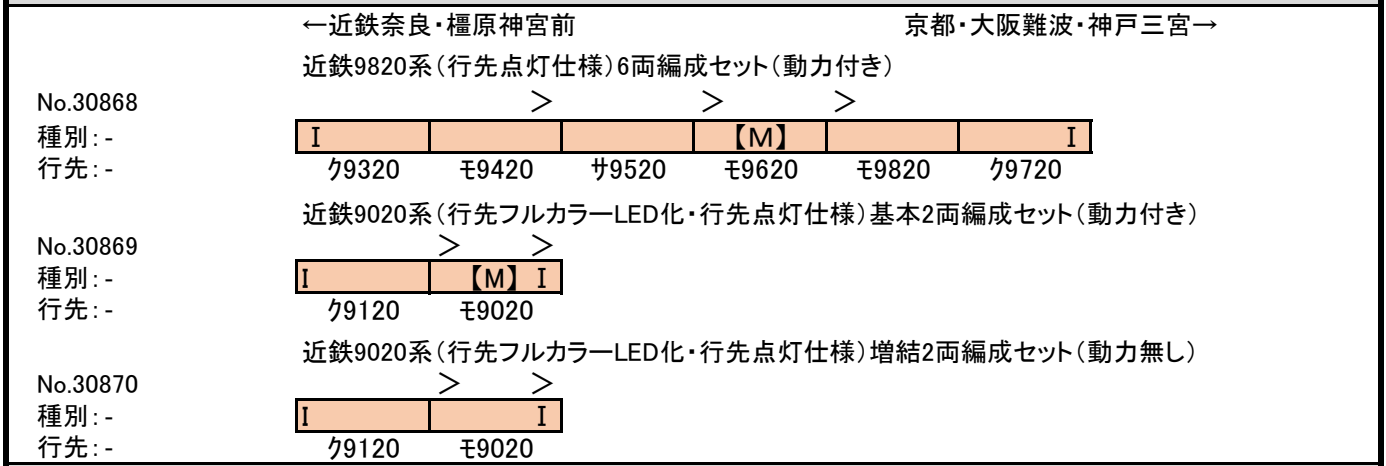 ←近鉄奈良・橿原神宮前 京都・大阪難波・神戸三宮→
近鉄9820系（行先点灯仕様）6両編成セット（動力付き）
No.30868 ＞ ＞ ＞
種別：- I 【M】 I
行先：- ｸ9320 ﾓ9420 ｻ9520 ﾓ9620 ﾓ9820 ｸ9720
近鉄9020系（行先フルカラーLED化・行先点灯仕様）基本2両編成セット（動力付き）
No.30869 ＞ ＞
種別：- I 【M】 I
行先：- ｸ9120 ﾓ9020
近鉄9020系（行先フルカラーLED化・行先点灯仕様）増結2両編成セット（動力無し）
No.30870 ＞ ＞
種別：- I I
行先：- ｸ9120 ﾓ9020